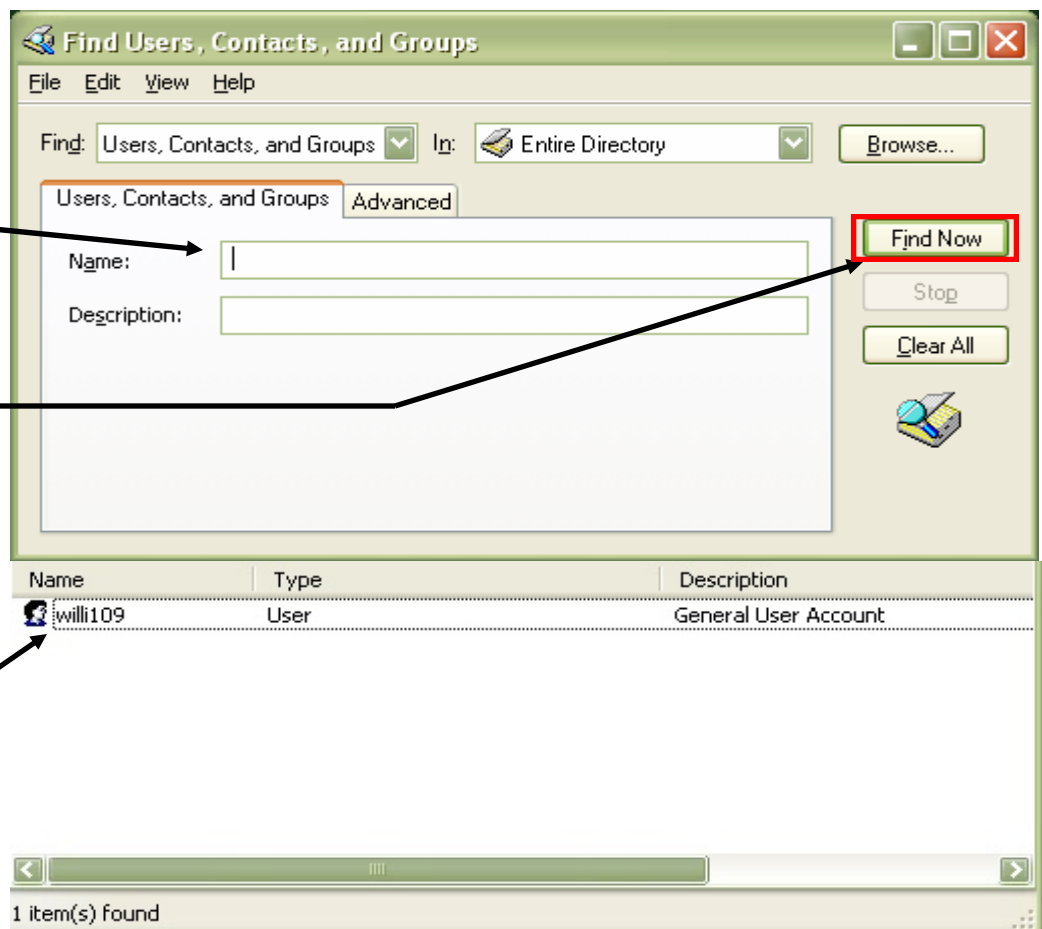 Find Users, Contacts, and Groups
File Edit View Help
Find: Users, Contacts, and Groups In: Entire Directory Browse...
Users, Contacts, and Groups Advanced
Name: Find Now
Stop
Description:
Clear All
Name Type Description
willi109 User General User Account
1 item(s) found